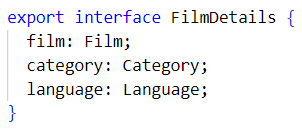 export interface FilmDetails {
  film: Film;
  category: Category;
  language: Language;
}